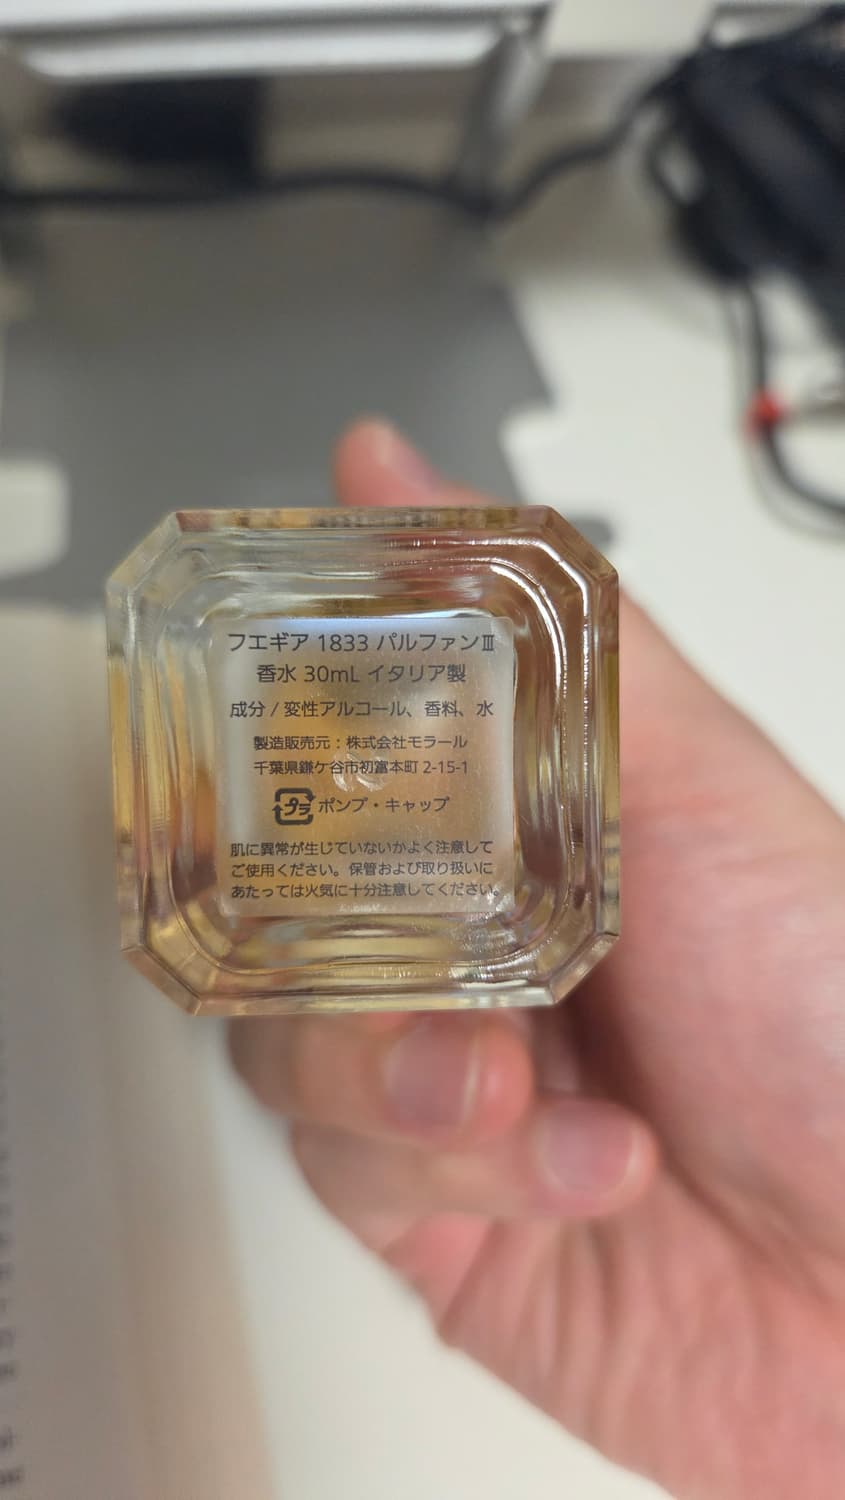 フエギア 1833 パルファンⅢ
香水 30mL イタリア製
成分 / 変性アルコール、香料、水
製造販売元：株式会社モラール
千葉県鎌ケ谷市初富本町 2-15-1
プラ ポンプ・キャップ
肌に異常が生じていないかよく注意して
ご使用ください。保管および取り扱いに
あたっては火気に十分注意してください。